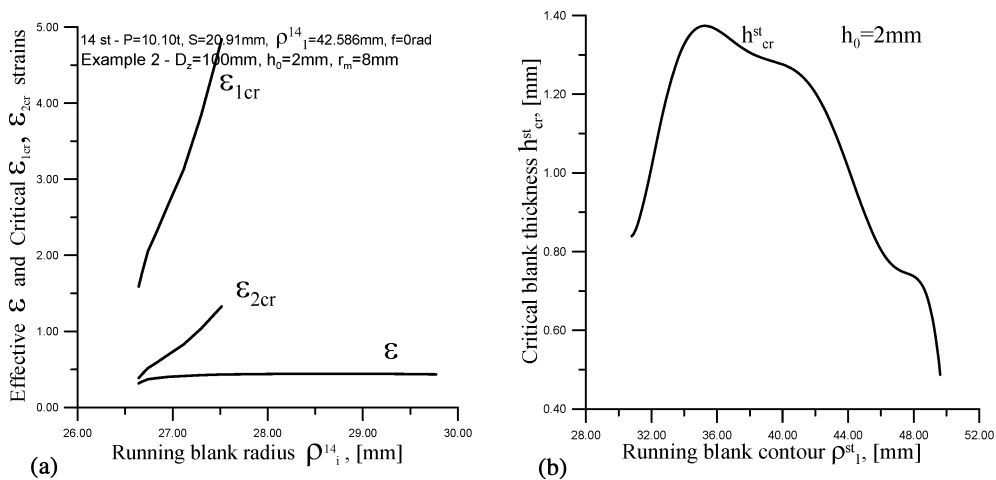 5.00
14 st - P=10.10t, S=20.91mm, ρ¹⁴₁=42.586mm, f=0rad
Example 2 - D_z=100mm, h₀=2mm, r_m=8mm
ε₁cr
4.00
3.00
2.00
ε₂cr
1.00
ε
0.00
26.00 27.00 28.00 29.00 30.00
Effective ε and Critical ε₁cr, ε₂cr strains
Running blank radius ρ¹⁴ᵢ, [mm]
(a)
1.40
hˢᵗcr
h₀=2mm
1.20
1.00
0.80
0.60
0.40
28.00 32.00 36.00 40.00 44.00 48.00 52.00
Critical blank thickness hˢᵗcr, [mm]
Running blank contour ρˢᵗ₁, [mm]
(b)